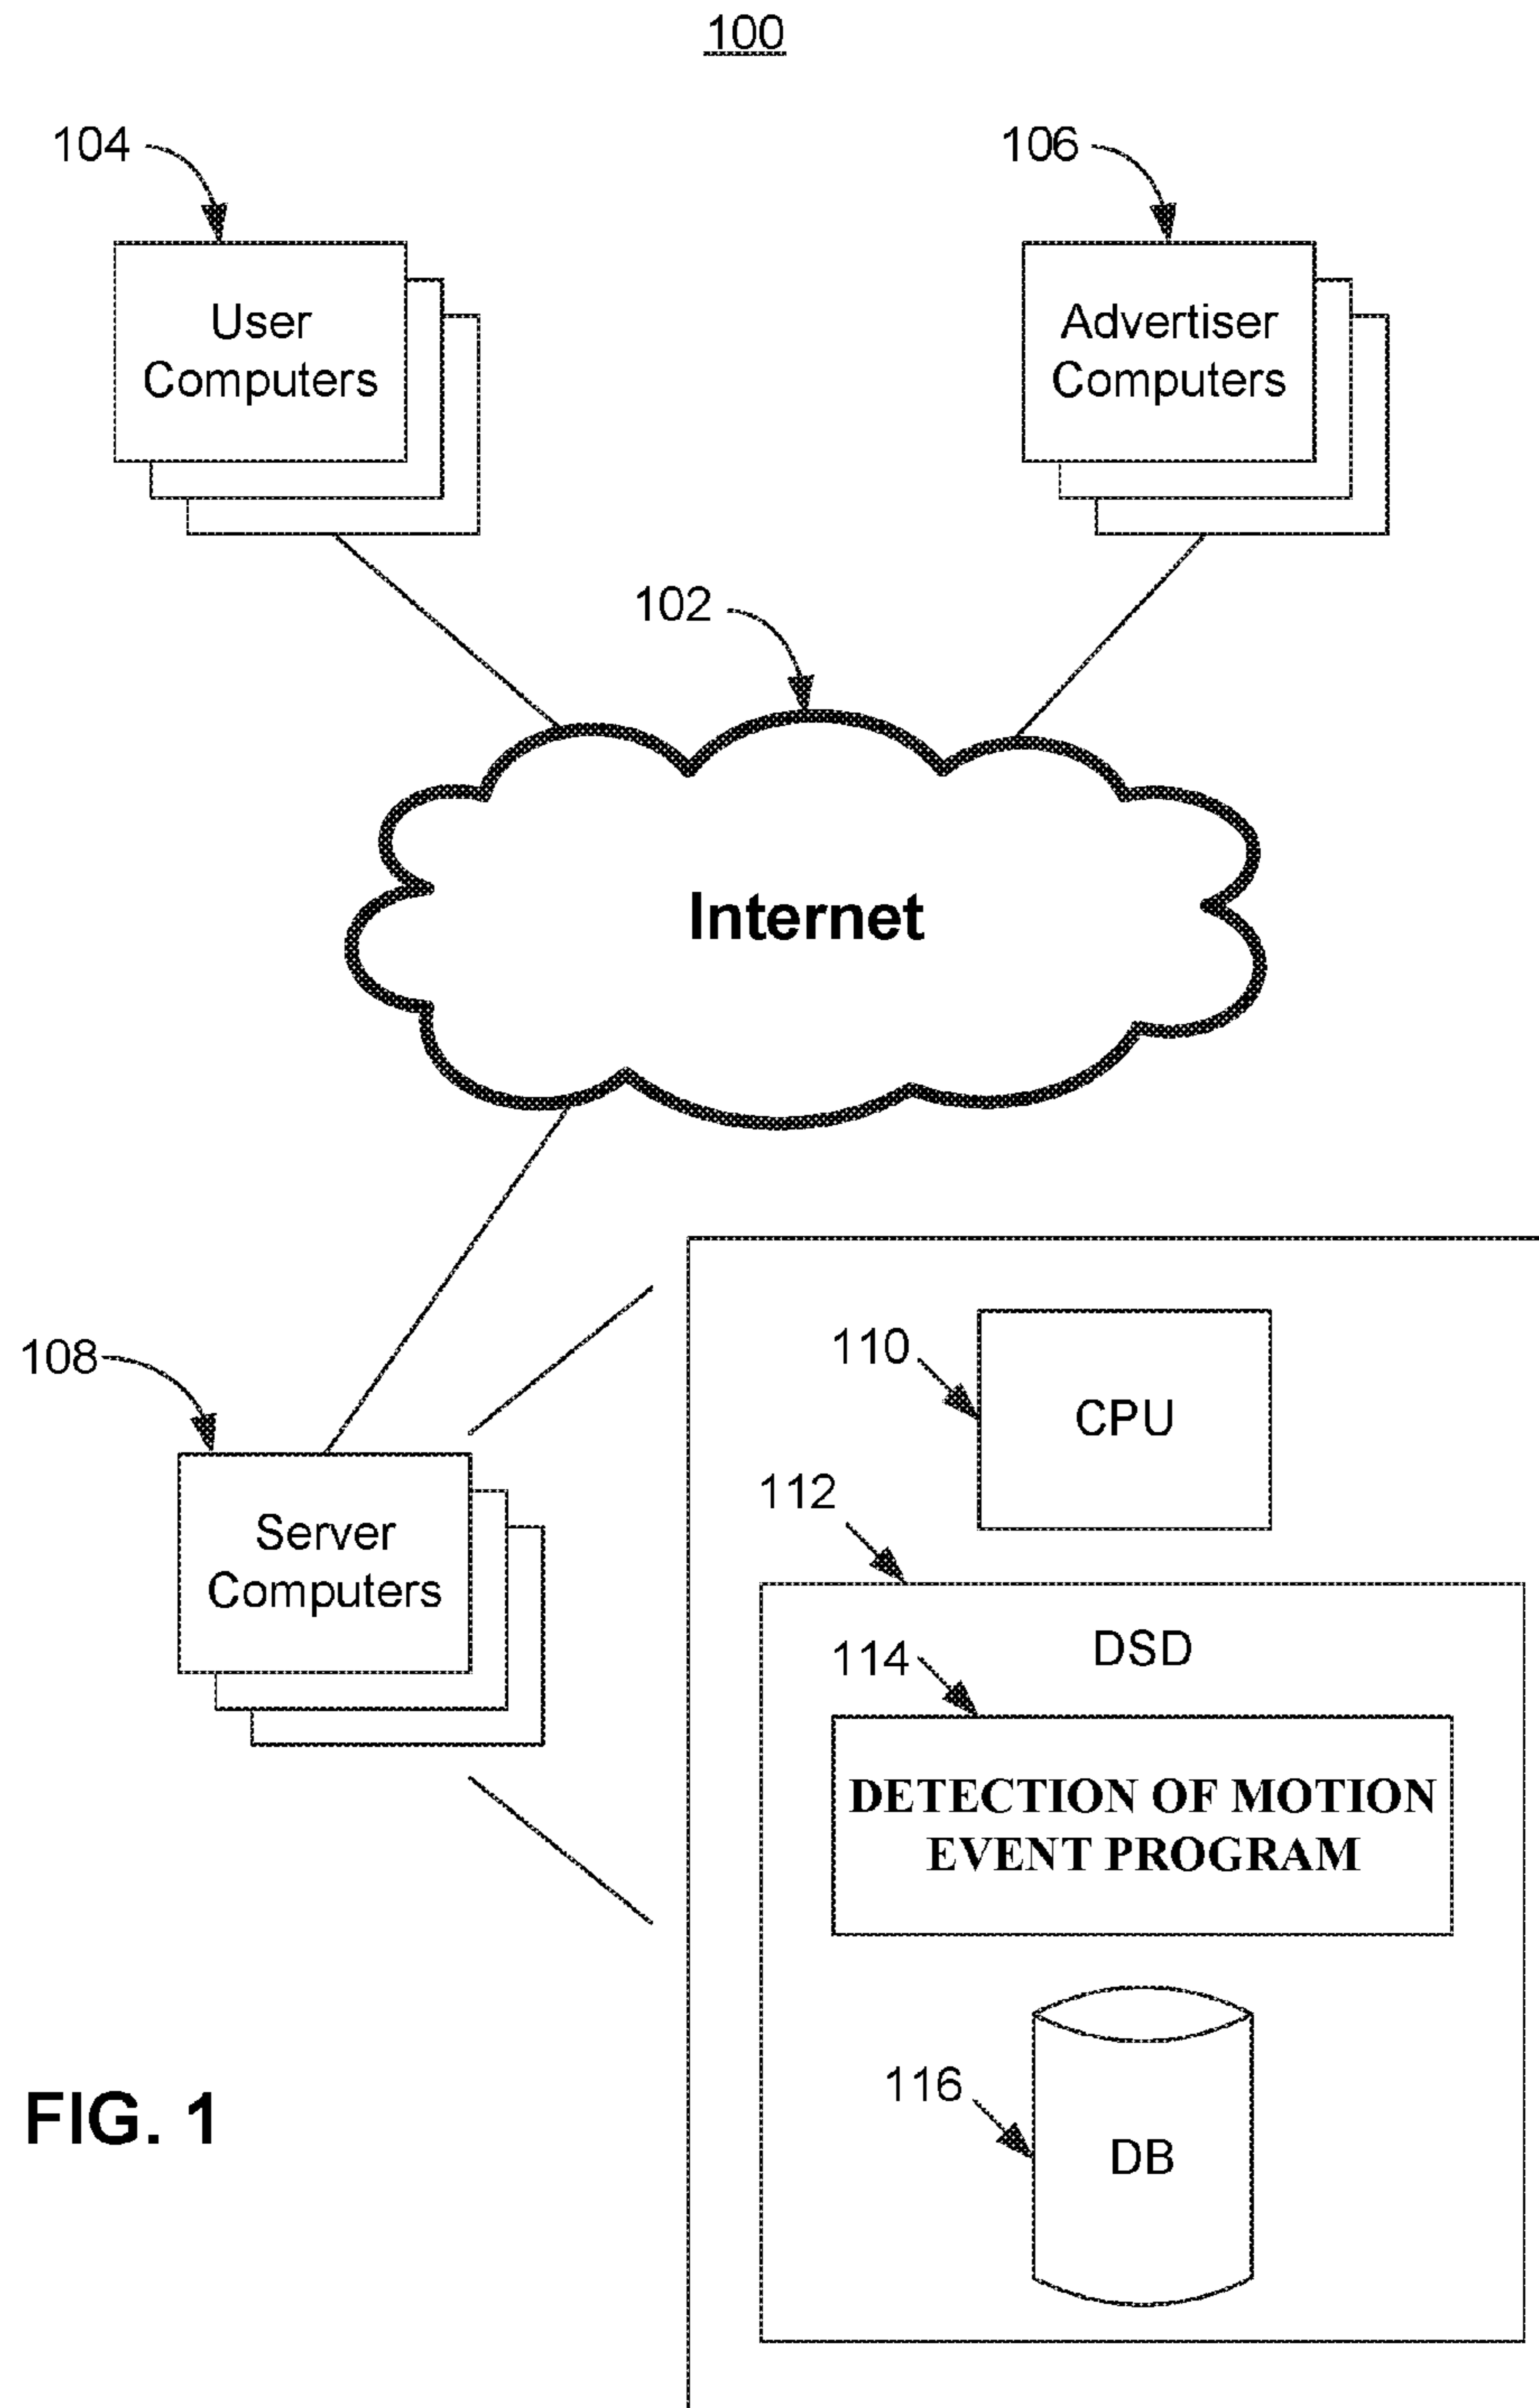 100
104
106
User
Computers
Advertiser
Computers
102
Internet
108
110
CPU
112
Server
Computers
DSD
114
DETECTION OF MOTION
EVENT PROGRAM
116
DB
FIG. 1